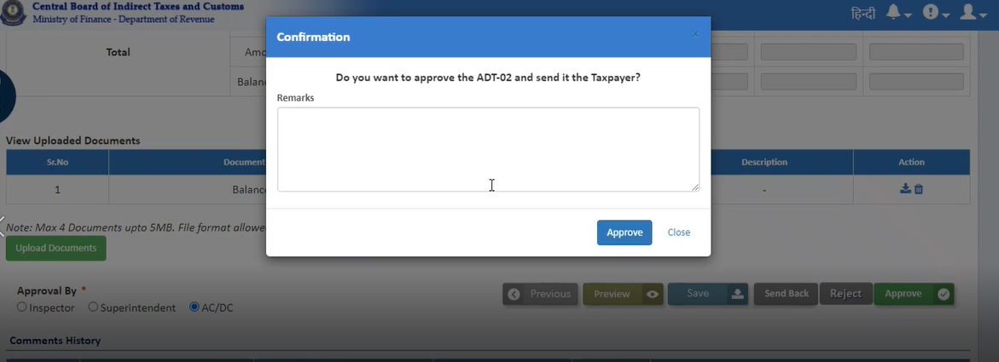 Central Board of Indirect Taxes and Customs
Ministry of Finance - Department of Revenue
हिन्दी
Confirmation
×
Do you want to approve the ADT-02 and send it the Taxpayer?
Remarks
Total
Amo
Balan
View Uploaded Documents
Sr.No Document Description Action
1 Balance -
Note: Max 4 Documents upto 5MB. File format allowe
Upload Documents
Approve Close
Approval By *
Inspector Superintendent AC/DC
Previous Preview Save Send Back Reject Approve
Comments History